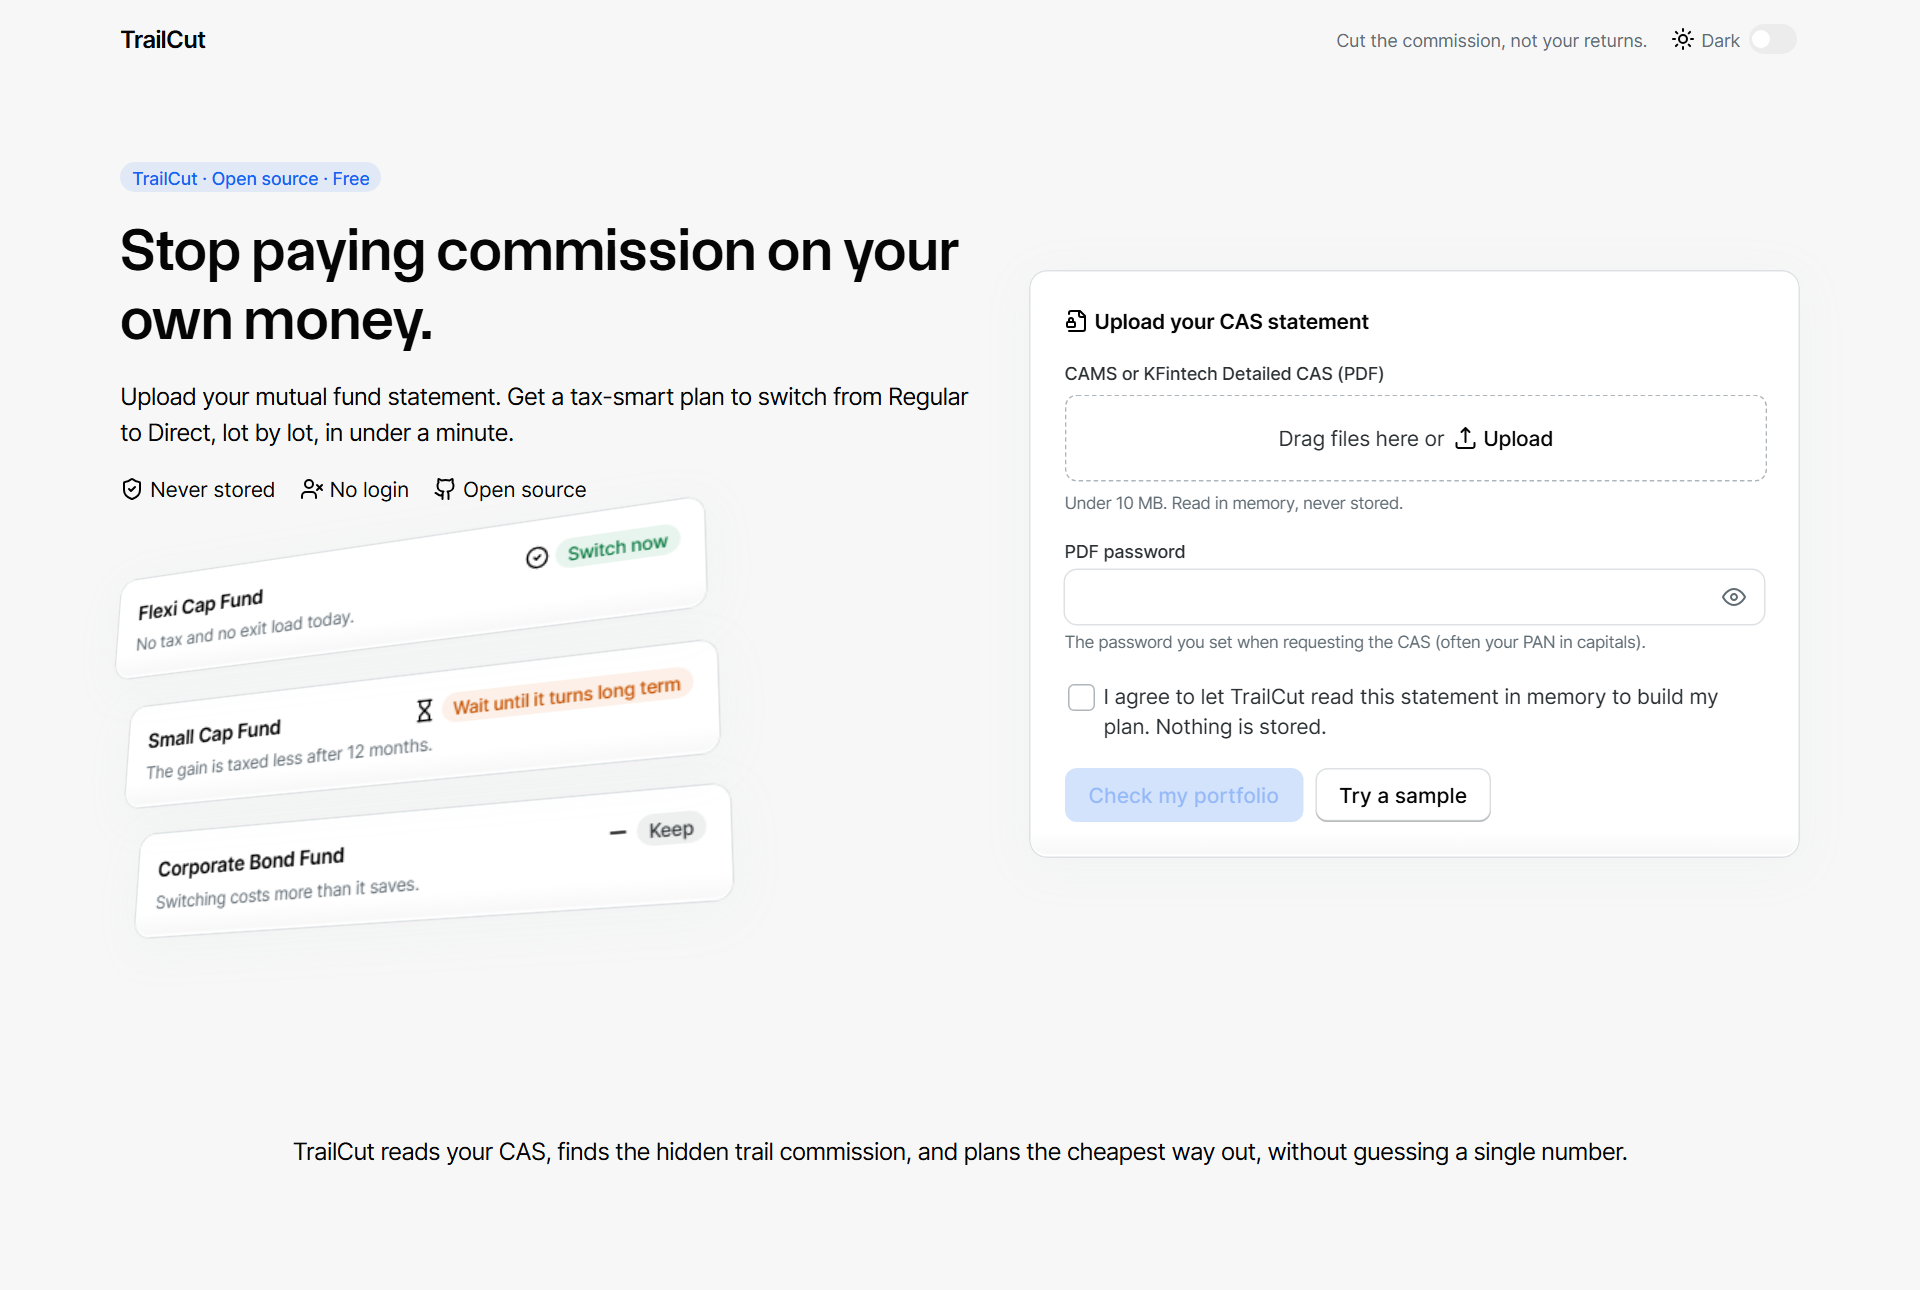 TrailCut
Cut the commission, not your returns.
Dark
TrailCut · Open source · Free
Stop paying commission on your
own money.
Upload your mutual fund statement. Get a tax-smart plan to switch from Regular
to Direct, lot by lot, in under a minute.
Never stored
No login
Open source
Flexi Cap Fund
Switch now
No tax and no exit load today.
Small Cap Fund
Wait until it turns long term
The gain is taxed less after 12 months.
Corporate Bond Fund
Keep
Switching costs more than it saves.
Upload your CAS statement
CAMS or KFintech Detailed CAS (PDF)
Drag files here or Upload
Under 10 MB. Read in memory, never stored.
PDF password
The password you set when requesting the CAS (often your PAN in capitals).
I agree to let TrailCut read this statement in memory to build my
plan. Nothing is stored.
Check my portfolio
Try a sample
TrailCut reads your CAS, finds the hidden trail commission, and plans the cheapest way out, without guessing a single number.